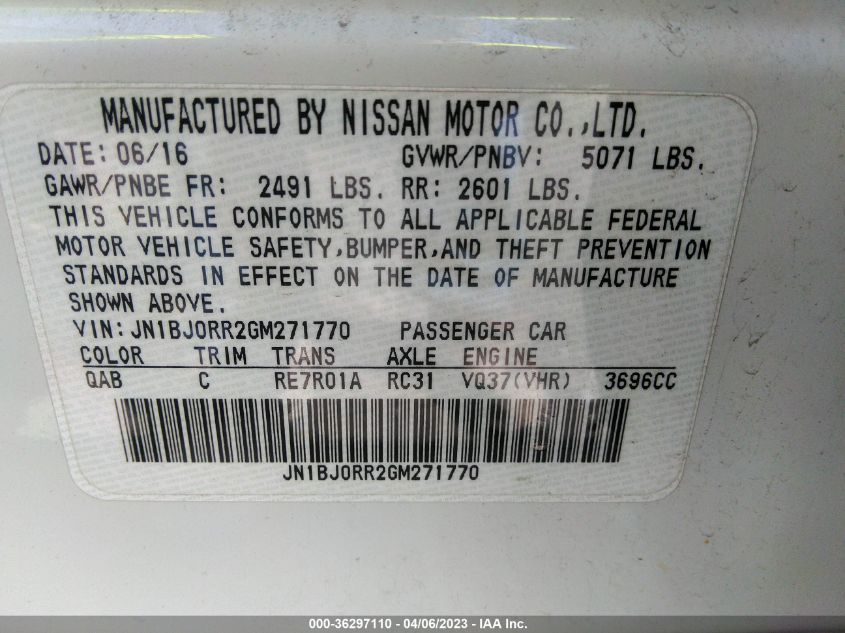 MANUFACTURED BY NISSAN MOTOR CO.,LTD.
DATE: 06/16 GVWR/PNBV: 5071 LBS.
GAWR/PNBE FR: 2491 LBS. RR: 2601 LBS.
THIS VEHICLE CONFORMS TO ALL APPLICABLE FEDERAL
MOTOR VEHICLE SAFETY,BUMPER,AND THEFT PREVENTION
STANDARDS IN EFFECT ON THE DATE OF MANUFACTURE
SHOWN ABOVE.
VIN: JN1BJ0RR2GM271770 PASSENGER CAR
COLOR TRIM TRANS AXLE ENGINE
QAB C RE7R01A RC31 VQ37(VHR) 3696CC
JN1BJ0RR2GM271770
000-36297110 - 04/06/2023 - IAA Inc.